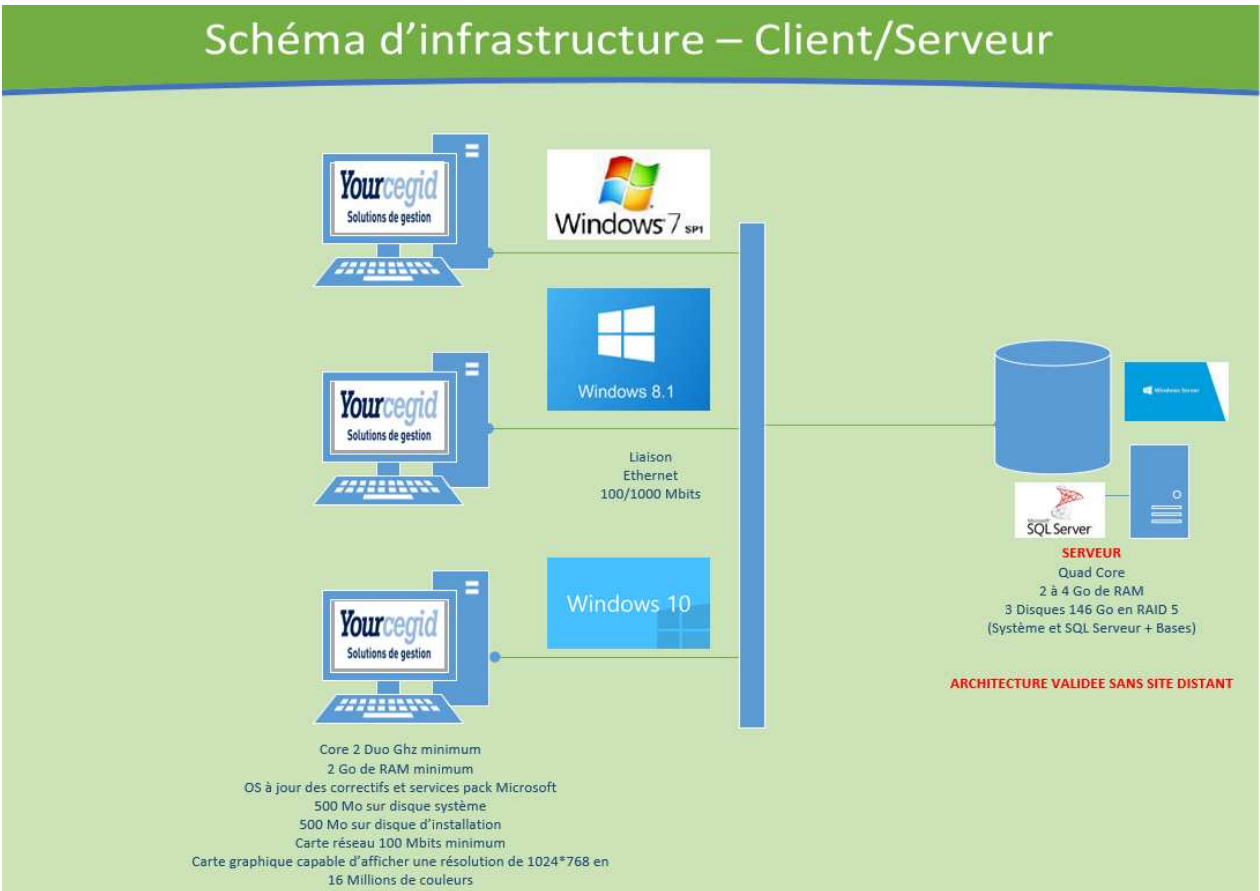 Schéma d'infrastructure – Client/Serveur
Yourcegid
Solutions de gestion
Windows 7 SP1
Yourcegid
Solutions de gestion
Windows 8.1
Liaison
Ethernet
100/1000 Mbits
Yourcegid
Solutions de gestion
Windows 10
Windows Server
Microsoft
SQL Server
SERVEUR
Quad Core
2 à 4 Go de RAM
3 Disques 146 Go en RAID 5
(Système et SQL Serveur + Bases)
ARCHITECTURE VALIDEE SANS SITE DISTANT
Core 2 Duo Ghz minimum
2 Go de RAM minimum
OS à jour des correctifs et services pack Microsoft
500 Mo sur disque système
500 Mo sur disque d'installation
Carte réseau 100 Mbits minimum
Carte graphique capable d'afficher une résolution de 1024*768 en
16 Millions de couleurs